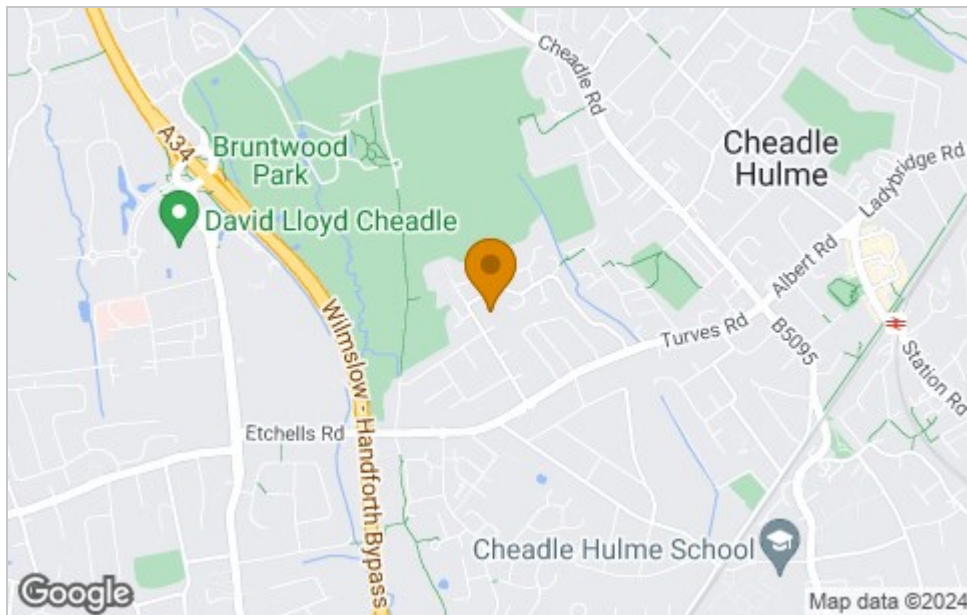 Cheadle Rd
A34
Bruntwood
Park
Cheadle
Hulme
Ladybridge Rd
David Lloyd Cheadle
Albert Rd
Wilmslow - Handforth Bypass
Turves Rd
B5095
Station Rd
Etchells Rd
Cheadle Hulme School
Google
Map data ©2024